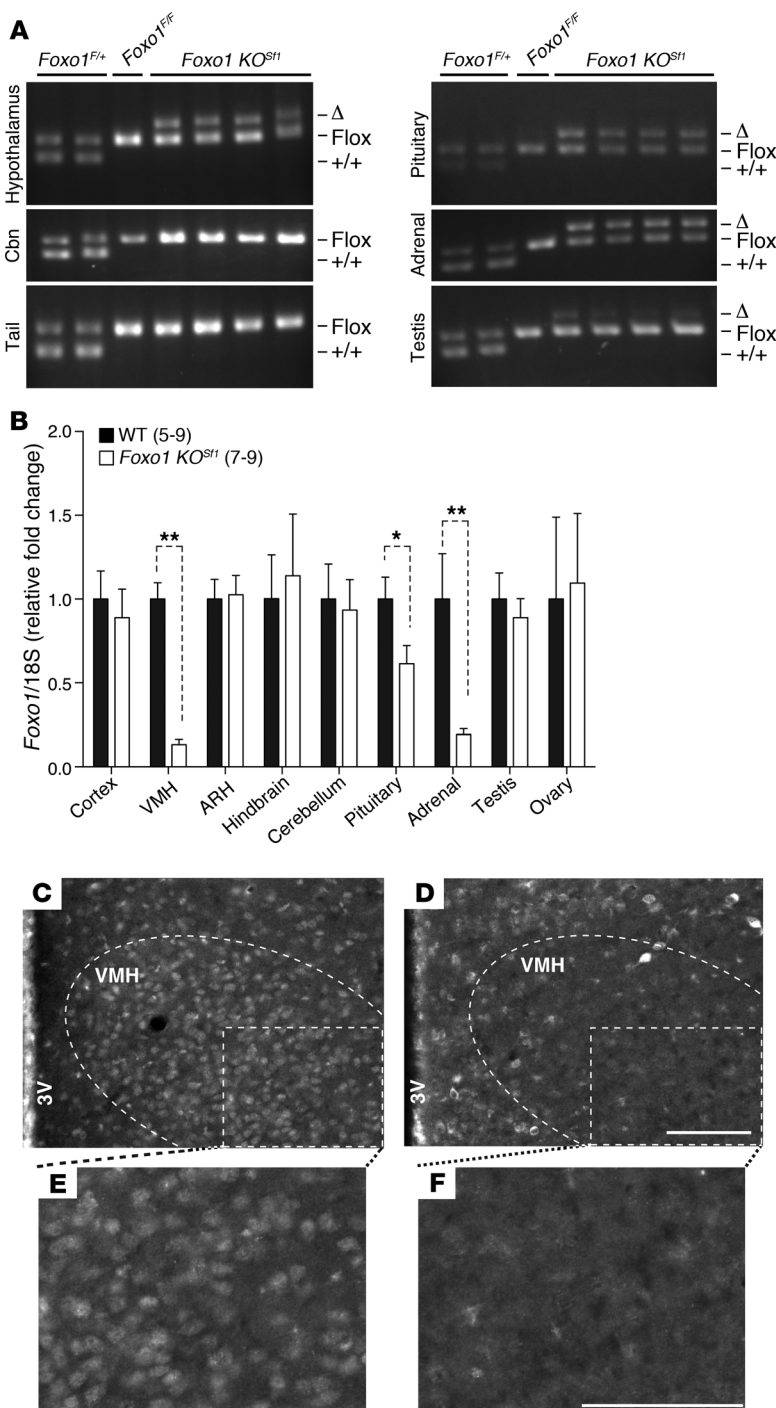 A
Foxo1F/+ Foxo1F/F Foxo1 KOSf1
Hypothalamus
Δ
Flox
+/+
Cbn
Flox
+/+
Tail
Flox
+/+
Foxo1F/+ Foxo1F/F Foxo1 KOSf1
Pituitary
Δ
Flox
+/+
Adrenal
Δ
Flox
+/+
Testis
Δ
Flox
+/+
B
Foxo1/18S (relative fold change)
2.0
1.5
1.0
0.5
0.0
WT (5-9)
Foxo1 KOSf1 (7-9)
** * **
Cortex VMH ARH Hindbrain Cerebellum Pituitary Adrenal Testis Ovary
C
VMH
3V
D
VMH
3V
E
F